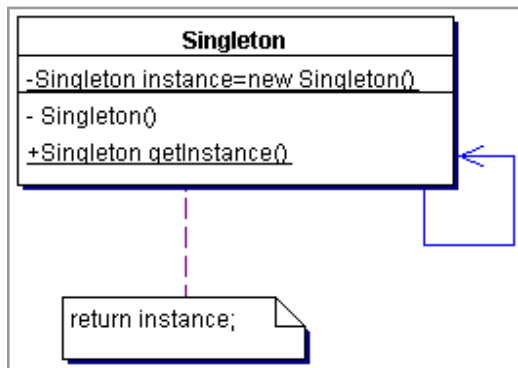 Singleton
-Singleton instance=new Singleton()
- Singleton()
+Singleton getInstance()
return instance;